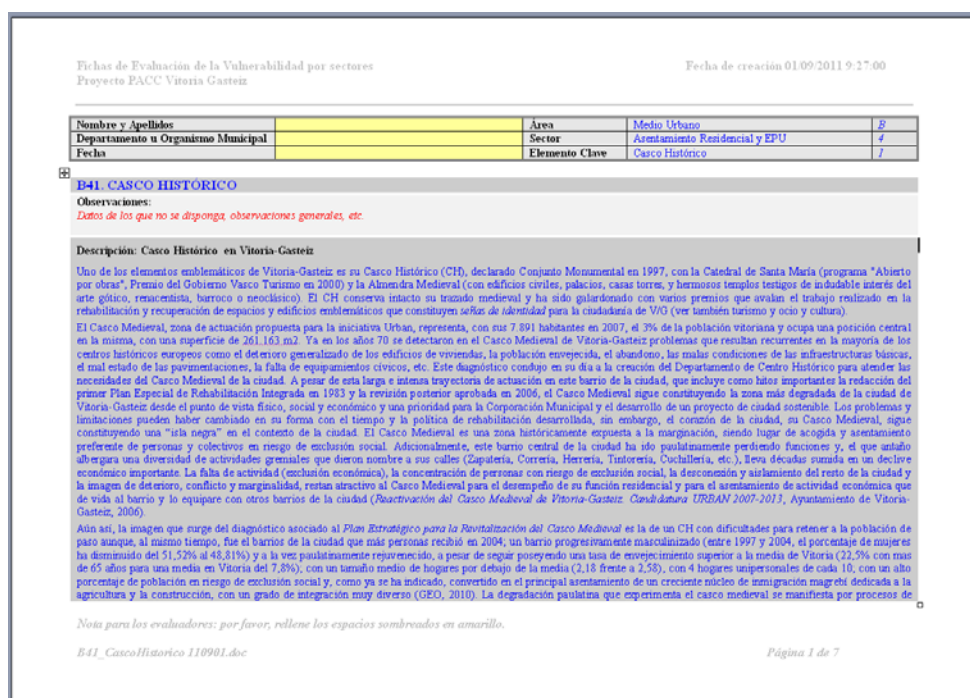 Fichas de Evaluación de la Vulnerabilidad por sectores Fecha de creación 01/09/2011 9:27:00
Proyecto PACC Vitoria Gasteiz
Nombre y Apellidos Área Medio Urbano B
Departamento u Organismo Municipal Sector Asentamiento Residencial y EPU 4
Fecha Elemento Clave Casco Histórico 1
B41. CASCO HISTÓRICO
Observaciones:
Datos de los que no se disponga, observaciones generales, etc.
Descripción: Casco Histórico en Vitoria-Gasteiz
Uno de los elementos emblemáticos de Vitoria-Gasteiz es su Casco Histórico (CH), declarado Conjunto Monumental en 1997, con la Catedral de Santa María (programa "Abierto
por obras", Premio del Gobierno Vasco Turismo en 2000) y la Almendra Medieval (con edificios civiles, palacios, casas torres, y hermosos templos testigos de indudable interés del
arte gótico, renacentista, barroco o neoclásico). El CH conserva intacto su trazado medieval y ha sido galardonado con varios premios que avalan el trabajo realizado en la
rehabilitación y recuperación de espacios y edificios emblemáticos que constituyen señas de identidad para la ciudadanía de V/G (ver también turismo y ocio y cultura).
El Casco Medieval, zona de actuación propuesta para la iniciativa Urban, representa, con sus 7.891 habitantes en 2007, el 3% de la población vitoriana y ocupa una posición central
en la misma, con una superficie de 261.163 m2. Ya en los años 70 se detectaron en el Casco Medieval de Vitoria-Gasteiz problemas que resultan recurrentes en la mayoría de los
centros históricos europeos como el deterioro generalizado de los edificios de viviendas, la población envejecida, el abandono, las malas condiciones de las infraestructuras básicas,
el mal estado de las pavimentaciones, la falta de equipamientos cívicos, etc. Este diagnóstico condujo en su día a la creación del Departamento de Centro Histórico para atender las
necesidades del Casco Medieval de la ciudad. A pesar de esta larga e intensa trayectoria de actuación en este barrio de la ciudad, que incluye como hitos importantes la redacción del
primer Plan Especial de Rehabilitación Integrada en 1983 y la revisión posterior aprobada en 2006, el Casco Medieval sigue constituyendo la zona más degradada de la ciudad de
Vitoria-Gasteiz desde el punto de vista físico, social y económico y una prioridad para la Corporación Municipal y el desarrollo de un proyecto de ciudad sostenible. Los problemas y
limitaciones pueden haber cambiado en su forma con el tiempo y la política de rehabilitación desarrollada, sin embargo, el corazón de la ciudad, su Casco Medieval, sigue
constituyendo una "isla negra" en el contexto de la ciudad. El Casco Medieval es una zona históricamente expuesta a la marginación, siendo lugar de acogida y asentamiento
preferente de personas y colectivos en riesgo de exclusión social. Adicionalmente, este barrio central de la ciudad ha ido paulatinamente perdiendo funciones y, el que antaño
albergara una diversidad de actividades gremiales que dieron nombre a sus calles (Zapatería, Correría, Herrería, Tintorería, Cuchillería, etc.), lleva décadas sumida en un declive
económico importante. La falta de actividad (exclusión económica), la concentración de personas con riesgo de exclusión social, la desconexión y aislamiento del resto de la ciudad y
la imagen de deterioro, conflicto y marginalidad, restan atractivo al Casco Medieval para el desempeño de su función residencial y para el asentamiento de actividad económica que
de vida al barrio y lo equipare con otros barrios de la ciudad (Reactivación del Casco Medieval de Vitoria-Gasteiz. Candidatura URBAN 2007-2013, Ayuntamiento de Vitoria-
Gasteiz, 2006).
Aún así, la imagen que surge del diagnóstico asociado al Plan Estratégico para la Revitalización del Casco Medieval es la de un CH con dificultades para retener a la población de
paso aunque, al mismo tiempo, fue el barrios de la ciudad que más personas recibió en 2004; un barrio progresivamente masculinizado (entre 1997 y 2004, el porcentaje de mujeres
ha disminuido del 51,52% al 48,81%) y a la vez paulatinamente rejuvenecido, a pesar de seguir poseyendo una tasa de envejecimiento superior a la media de Vitoria (22,5% con mas
de 65 años para una media en Vitoria del 7,8%); con un tamaño medio de hogares por debajo de la media (2,18 frente a 2,58), con 4 hogares unipersonales de cada 10, con un alto
porcentaje de población en riesgo de exclusión social y, como ya se ha indicado, convertido en el principal asentamiento de un creciente núcleo de inmigración magrebí dedicada a la
agricultura y la construcción, con un grado de integración muy diverso (GEO, 2010). La degradación paulatina que experimenta el casco medieval se manifiesta por procesos de
Nota para los evaluadores: por favor, rellene los espacios sombreados en amarillo.
B41_CascoHistorico 110901.doc Página 1 de 7